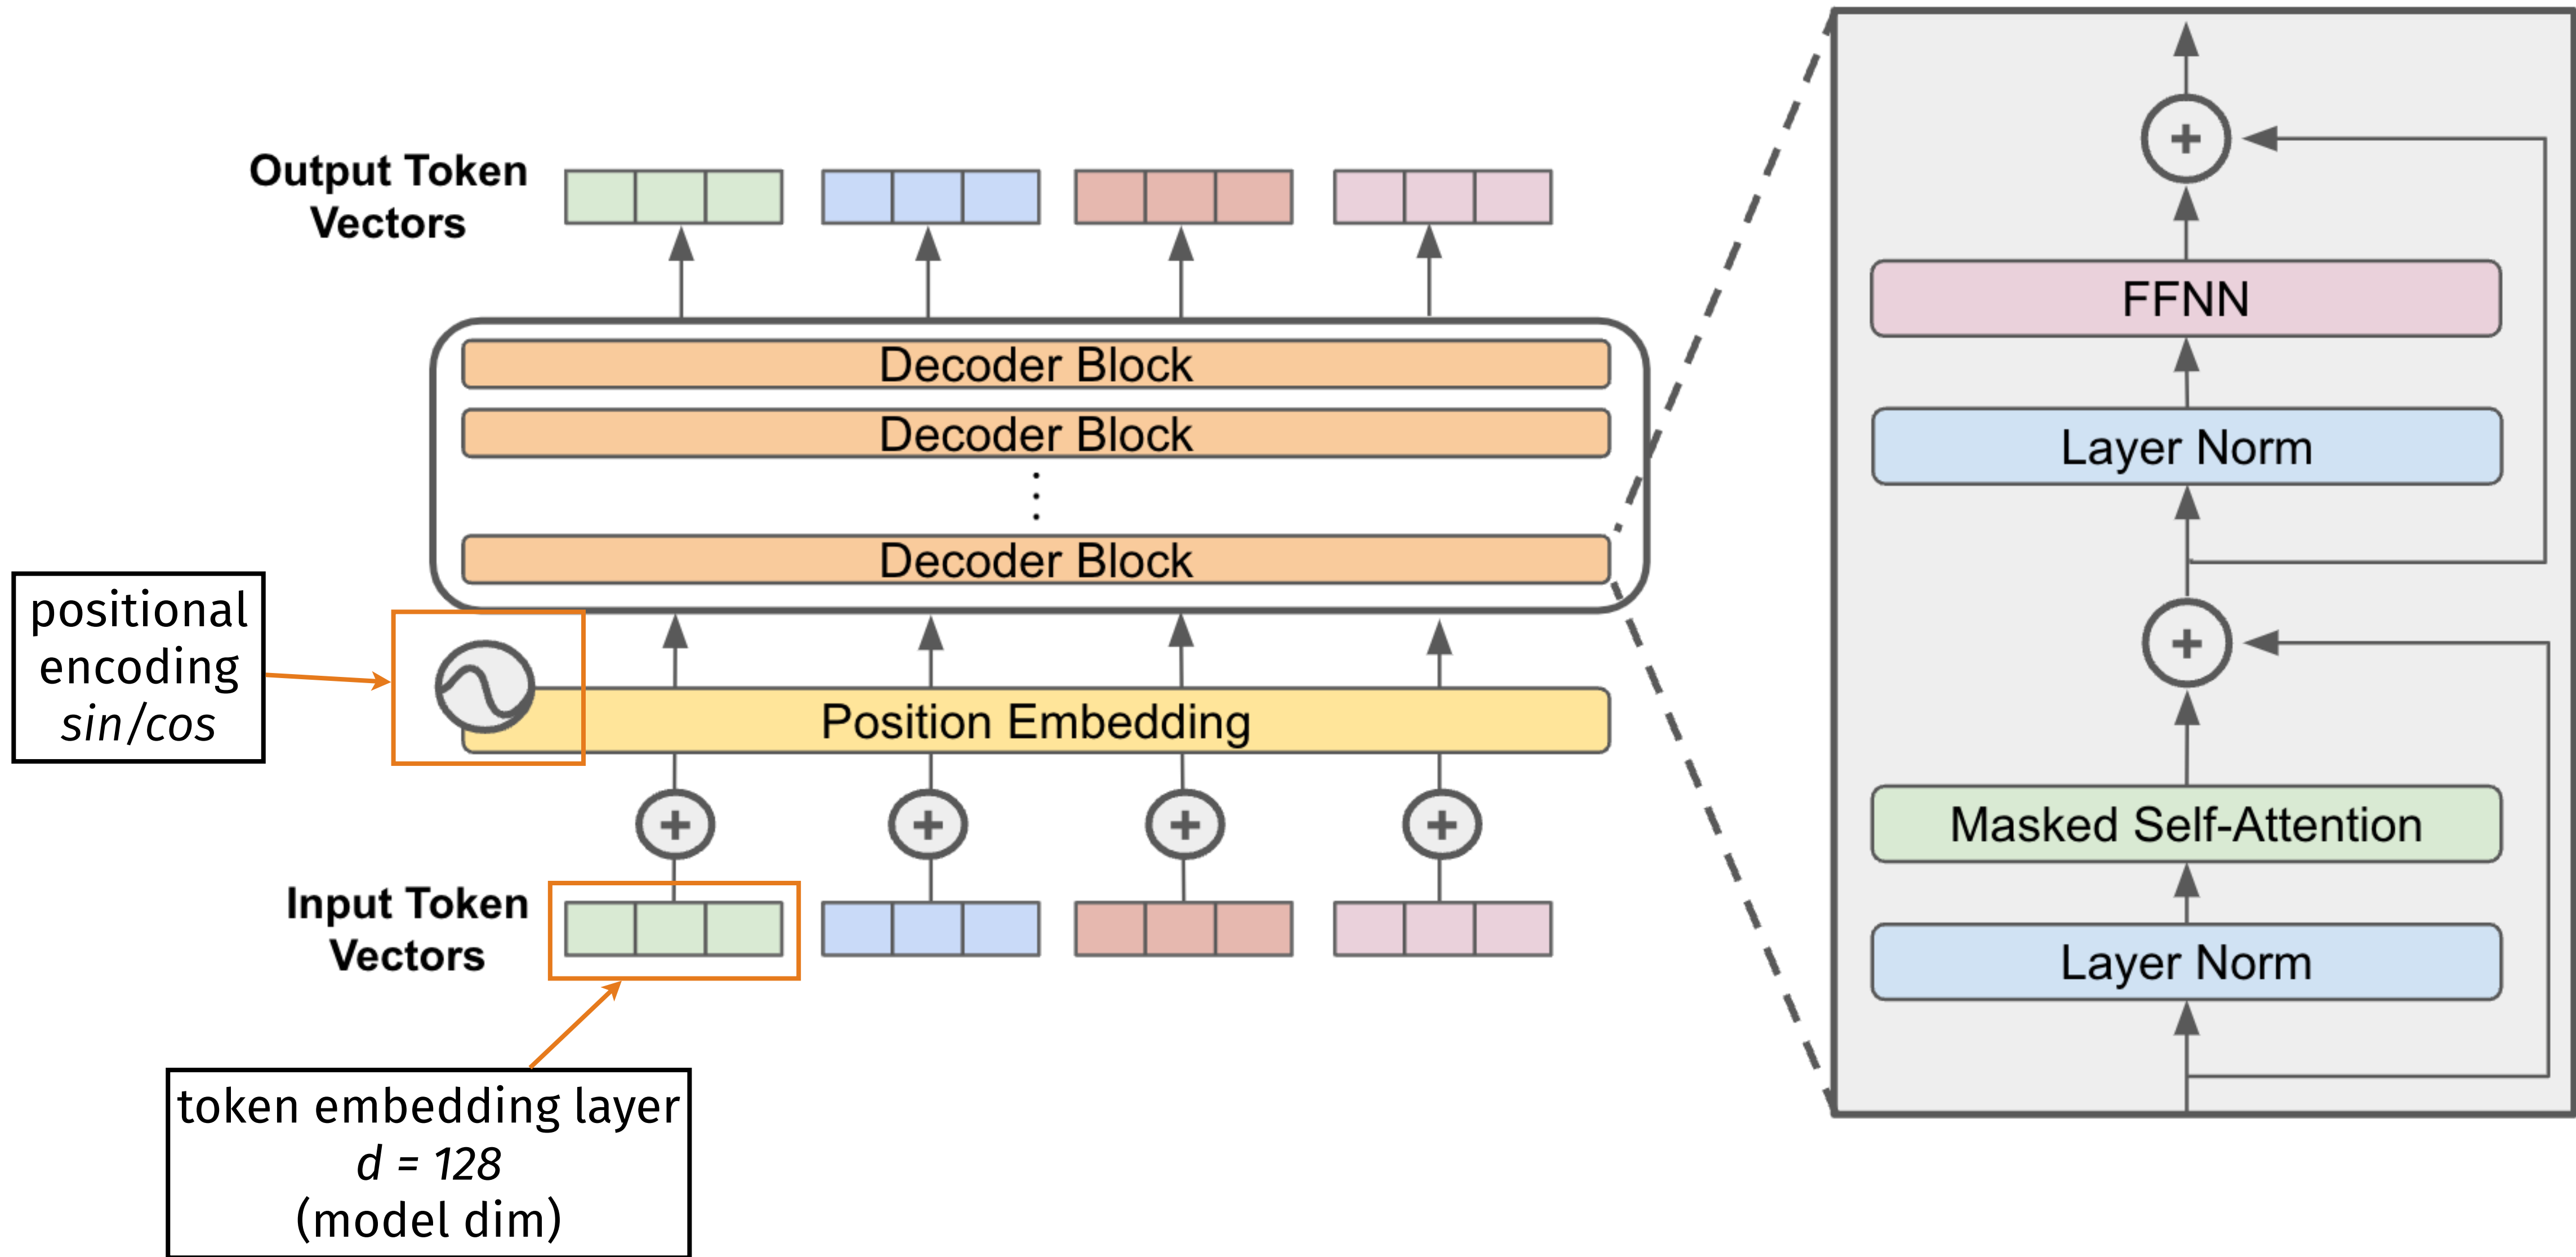 Output Token
Vectors
Decoder Block
Decoder Block
Decoder Block
positional
encoding
sin/cos
Position Embedding
+
+
+
+
Input Token
Vectors
token embedding layer
d = 128
(model dim)
+
FFNN
Layer Norm
+
Masked Self-Attention
Layer Norm